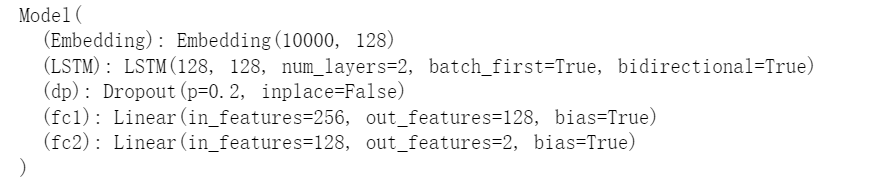 Model(
  (Embedding): Embedding(10000, 128)
  (LSTM): LSTM(128, 128, num_layers=2, batch_first=True, bidirectional=True)
  (dp): Dropout(p=0.2, inplace=False)
  (fc1): Linear(in_features=256, out_features=128, bias=True)
  (fc2): Linear(in_features=128, out_features=2, bias=True)
)